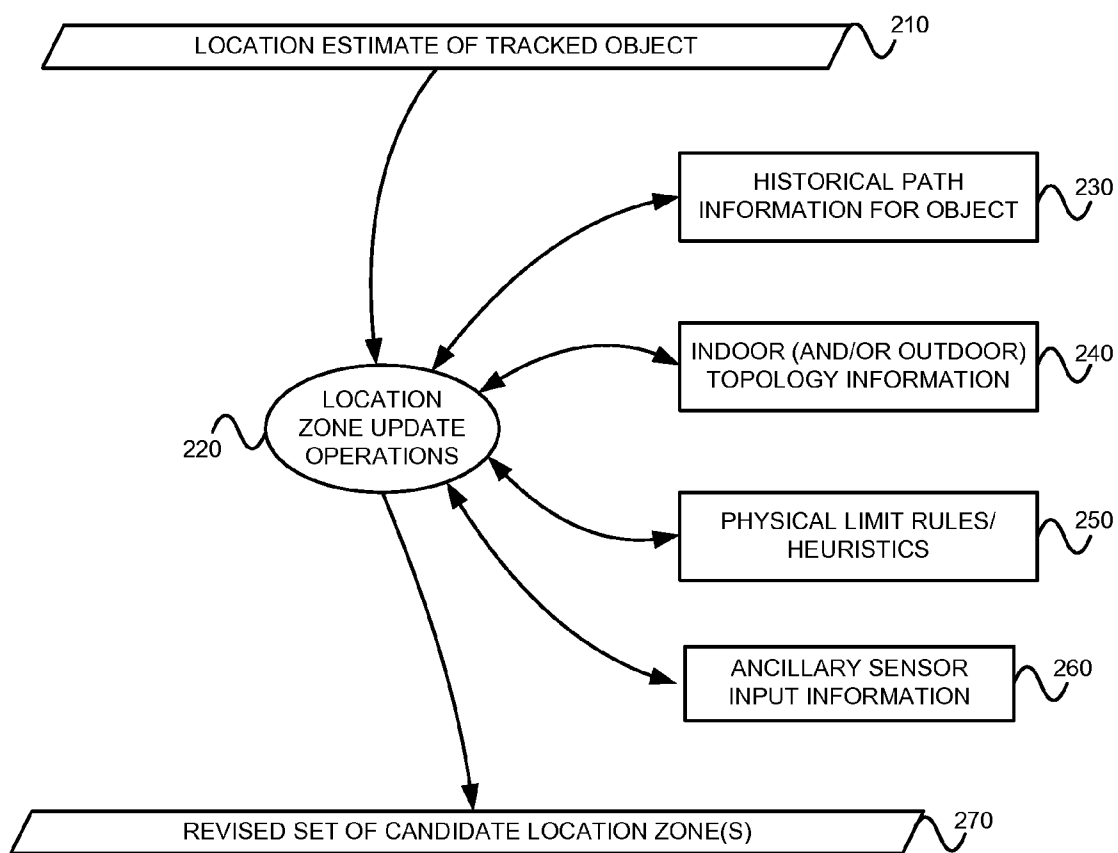 LOCATION ESTIMATE OF TRACKED OBJECT
210
HISTORICAL PATH
INFORMATION FOR OBJECT
230
INDOOR (AND/OR OUTDOOR)
TOPOLOGY INFORMATION
240
LOCATION
ZONE UPDATE
OPERATIONS
220
PHYSICAL LIMIT RULES/
HEURISTICS
250
ANCILLARY SENSOR
INPUT INFORMATION
260
REVISED SET OF CANDIDATE LOCATION ZONE(S)
270